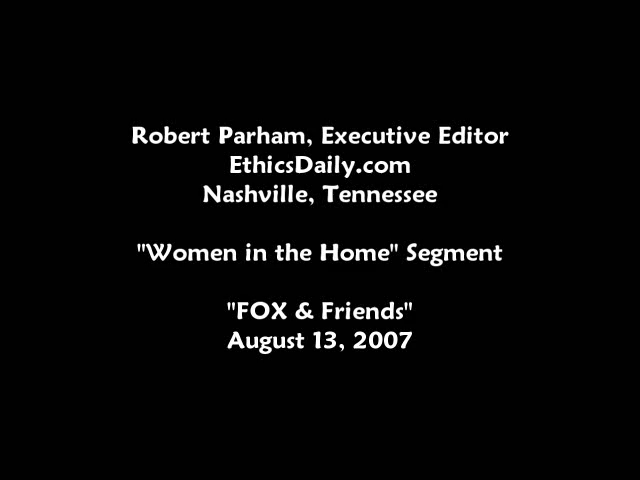 Robert Parham, Executive Editor
EthicsDaily.com
Nashville, Tennessee
"Women in the Home" Segment
"FOX & Friends"
August 13, 2007